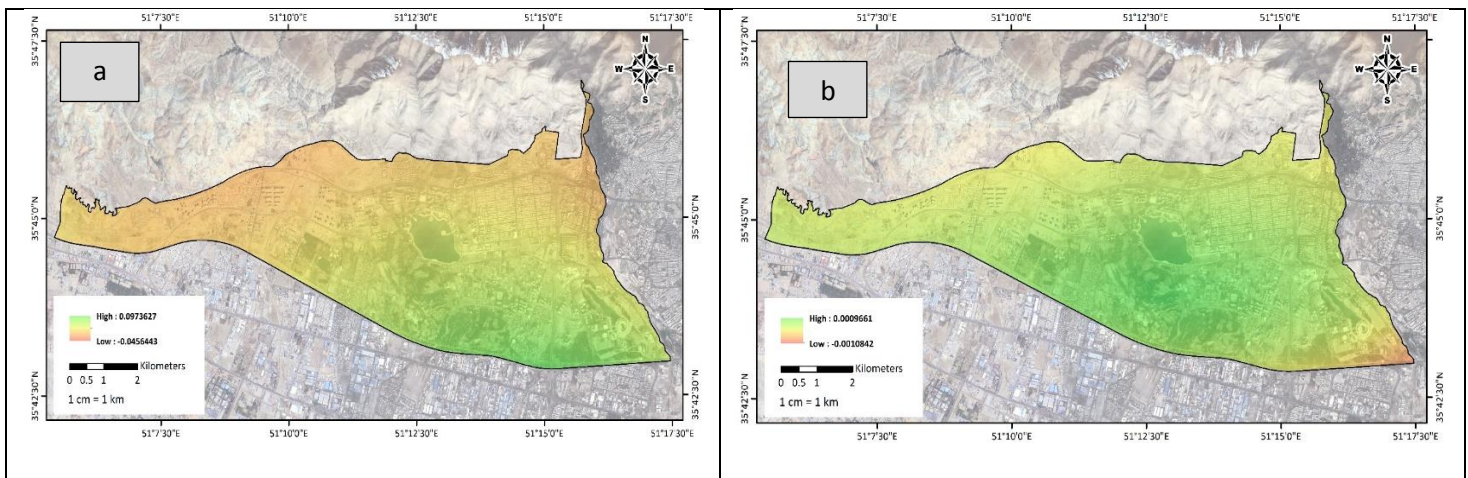 51°7'30"E 51°10'0"E 51°12'30"E 51°15'0"E 51°17'30"E
35°47'30"N
35°47'30"N
a
N
W E
S
35°45'0"N
35°45'0"N
High : 0.0973627
Low : -0.0456443
Kilometers
0 0.5 1 2
1 cm = 1 km
35°42'30"N
35°42'30"N
51°7'30"E 51°10'0"E 51°12'30"E 51°15'0"E 51°17'30"E
51°7'30"E 51°10'0"E 51°12'30"E 51°15'0"E 51°17'30"E
35°47'30"N
35°47'30"N
b
N
W E
S
35°45'0"N
35°45'0"N
High : 0.0009661
Low : -0.0010842
Kilometers
0 0.5 1 2
1 cm = 1 km
35°42'30"N
35°42'30"N
51°7'30"E 51°10'0"E 51°12'30"E 51°15'0"E 51°17'30"E